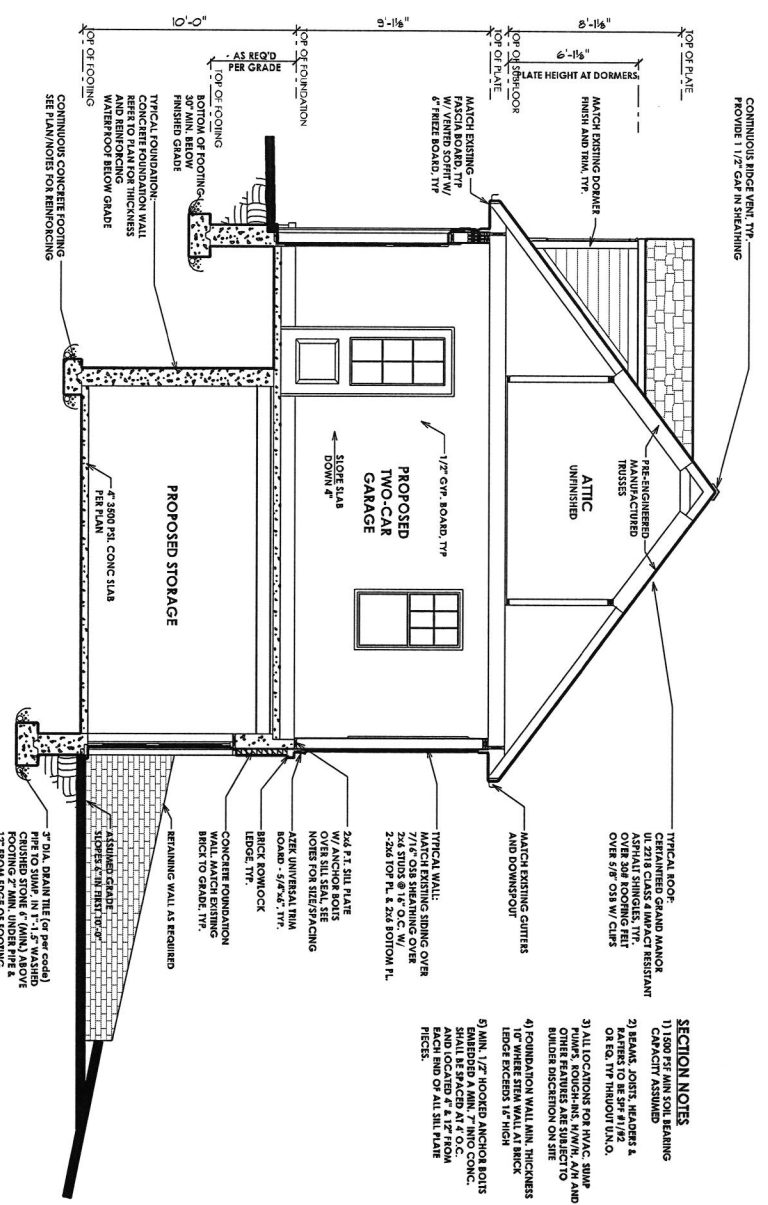 CONTINUOUS RIDGE VENT, TYP.
PROVIDE 1 1/2" GAP IN SHEATHING
TOP OF PLATE
8'-1⅛"
6'-1⅛"
PLATE HEIGHT AT DORMERS
TOP OF SUBFLOOR
TOP OF PLATE
9'-1⅛"
TOP OF FOUNDATION
AS REQ'D
PER GRADE
10'-0"
TOP OF FOOTING
TOP OF FOOTING
MATCH EXISTING DORMER
FINISH AND TRIM, TYP.
MATCH EXISTING
FASCIA BOARD, TYP
W/ VENTED SOFFIT W/
6" FRIEZE BOARD, TYP
BOTTOM OF FOOTING
30" MIN. BELOW
FINISHED GRADE
TYPICAL FOUNDATION:
CONCRETE FOUNDATION WALL
REFER TO PLAN FOR THICKNESS
AND REINFORCING
WATERPROOF BELOW GRADE
CONTINUOUS CONCRETE FOOTING
SEE PLAN/NOTES FOR REINFORCING
PRE-ENGINEERED
MANUFACTURED
TRUSSES
ATTIC
UNFINISHED
1/2" GYP. BOARD, TYP
PROPOSED
TWO-CAR
GARAGE
SLOPE SLAB
DOWN 4"
PROPOSED STORAGE
4" 3500 PSI. CONC SLAB
PER PLAN
TYPICAL ROOF:
CERTAINTEED GRAND MANOR
UL 2218 CLASS 4 IMPACT RESISTANT
ASPHALT SHINGLES, TYP.
OVER 30# ROOFING FELT
OVER 5/8" OSB W/ CLIPS
MATCH EXISTING GUTTERS
AND DOWNSPOUT
TYPICAL WALL:
MATCH EXISTING SIDING OVER
7/16" OSB SHEATHING OVER
2x6 STUDS @ 16" O.C. W/
2-2x6 TOP PL. & 2x6 BOTTOM PL.
2x6 P.T. SILL PLATE
W/ ANCHOR BOLTS
OVER SILL SEAL, SEE
NOTES FOR SIZE/SPACING
AZEK UNIVERSAL TRIM
BOARD - 5/4"x6", TYP.
BRICK ROWLOCK
LEDGE, TYP.
CONCRETE FOUNDATION
WALL, MATCH EXISTING
BRICK TO GRADE, TYP.
RETAINING WALL AS REQUIRED
ASSUMED GRADE
SLOPES 6" IN FIRST 10'-0"
3" DIA. DRAIN TILE (or per code)
PIPE TO SUMP, IN 1"-1.5" WASHED
CRUSHED STONE 6" (MIN.) ABOVE
FOOTING 2" MIN. UNDER PIPE &
12" FROM EDGE OF FOOTING
SECTION NOTES
1) 1500 PSF MIN SOIL BEARING
CAPACITY ASSUMED
2) BEAMS, JOISTS, HEADERS &
RAFTERS TO BE SPF #1/#2
OR EQ. TYP THRUOUT U.N.O.
3) ALL LOCATIONS FOR HVAC, SUMP
PUMPS, ROUGH-INS, H/W/H, A/H AND
OTHER FEATURES ARE SUBJECT TO
BUILDER DISCRETION ON SITE
4) FOUNDATION WALL MIN. THICKNESS
10" WHERE STEM WALL AT BRICK
LEDGE EXCEEDS 16" HIGH
5) MIN. 1/2" HOOKED ANCHOR BOLTS
EMBEDDED A MIN. 7" INTO CONC.
SHALL BE SPACED AT 4' O.C.
AND LOCATED 4" & 12" FROM
EACH END OF ALL SILL PLATE
PIECES.